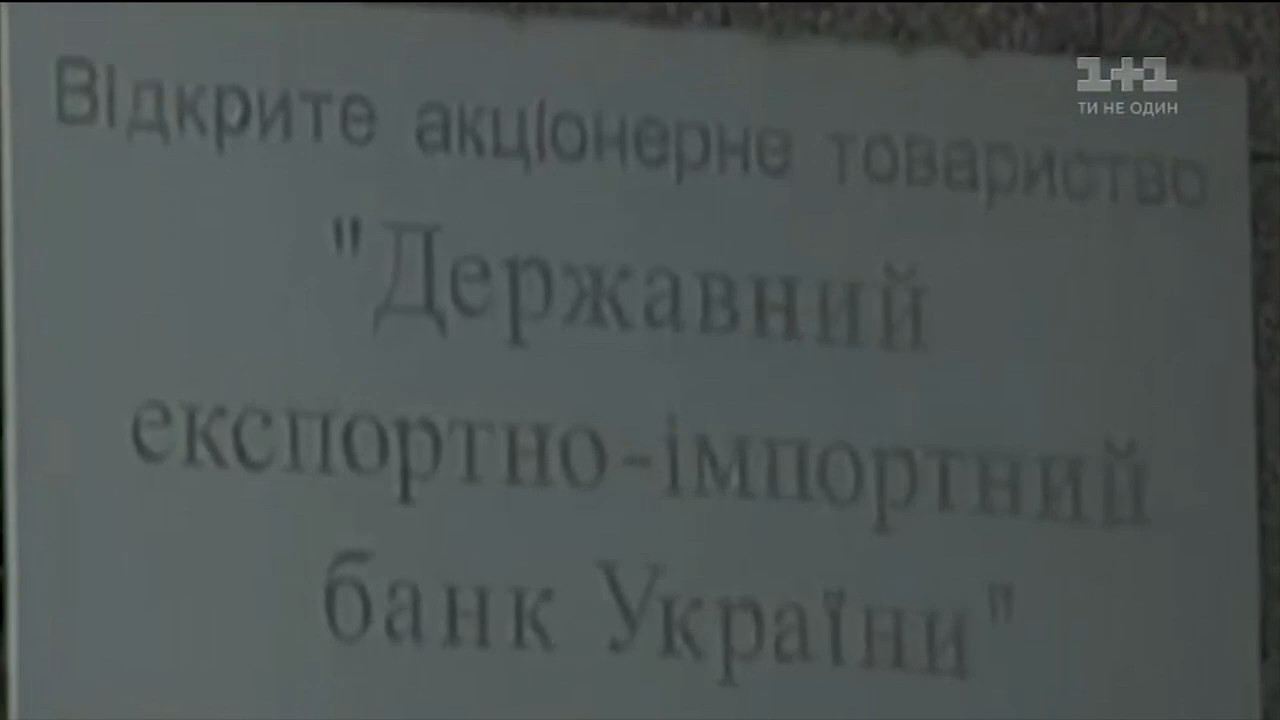 1+1
ТИ НЕ ОДИН
Відкрите акціонерне товариство
"Державний
експортно-імпортний
банк України"